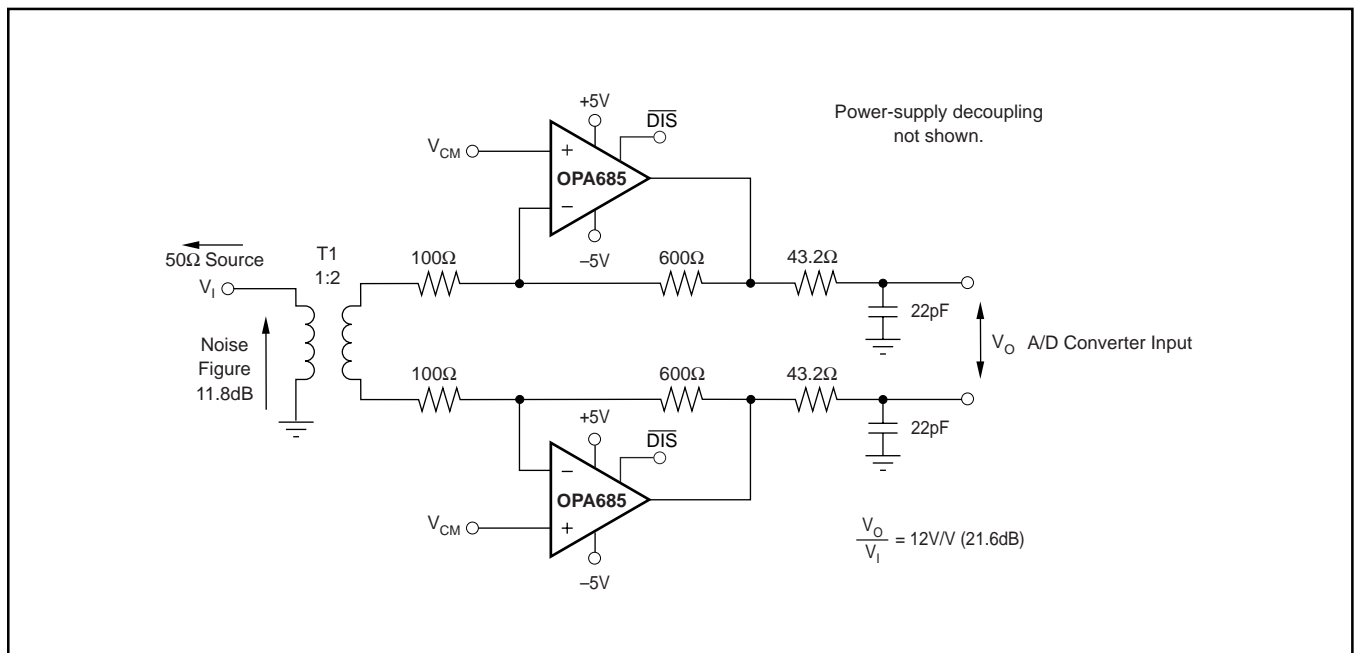 Power-supply decoupling
not shown.
+5V
D̅I̅S̅
V_CM
+
OPA685
−
−5V
50Ω Source
V_I
T1
1:2
100Ω
600Ω
43.2Ω
22pF
Noise
Figure
11.8dB
V_O A/D Converter Input
100Ω
600Ω
43.2Ω
22pF
+5V
D̅I̅S̅
−
OPA685
V_CM
+
−5V
V_O
V_I
= 12V/V (21.6dB)